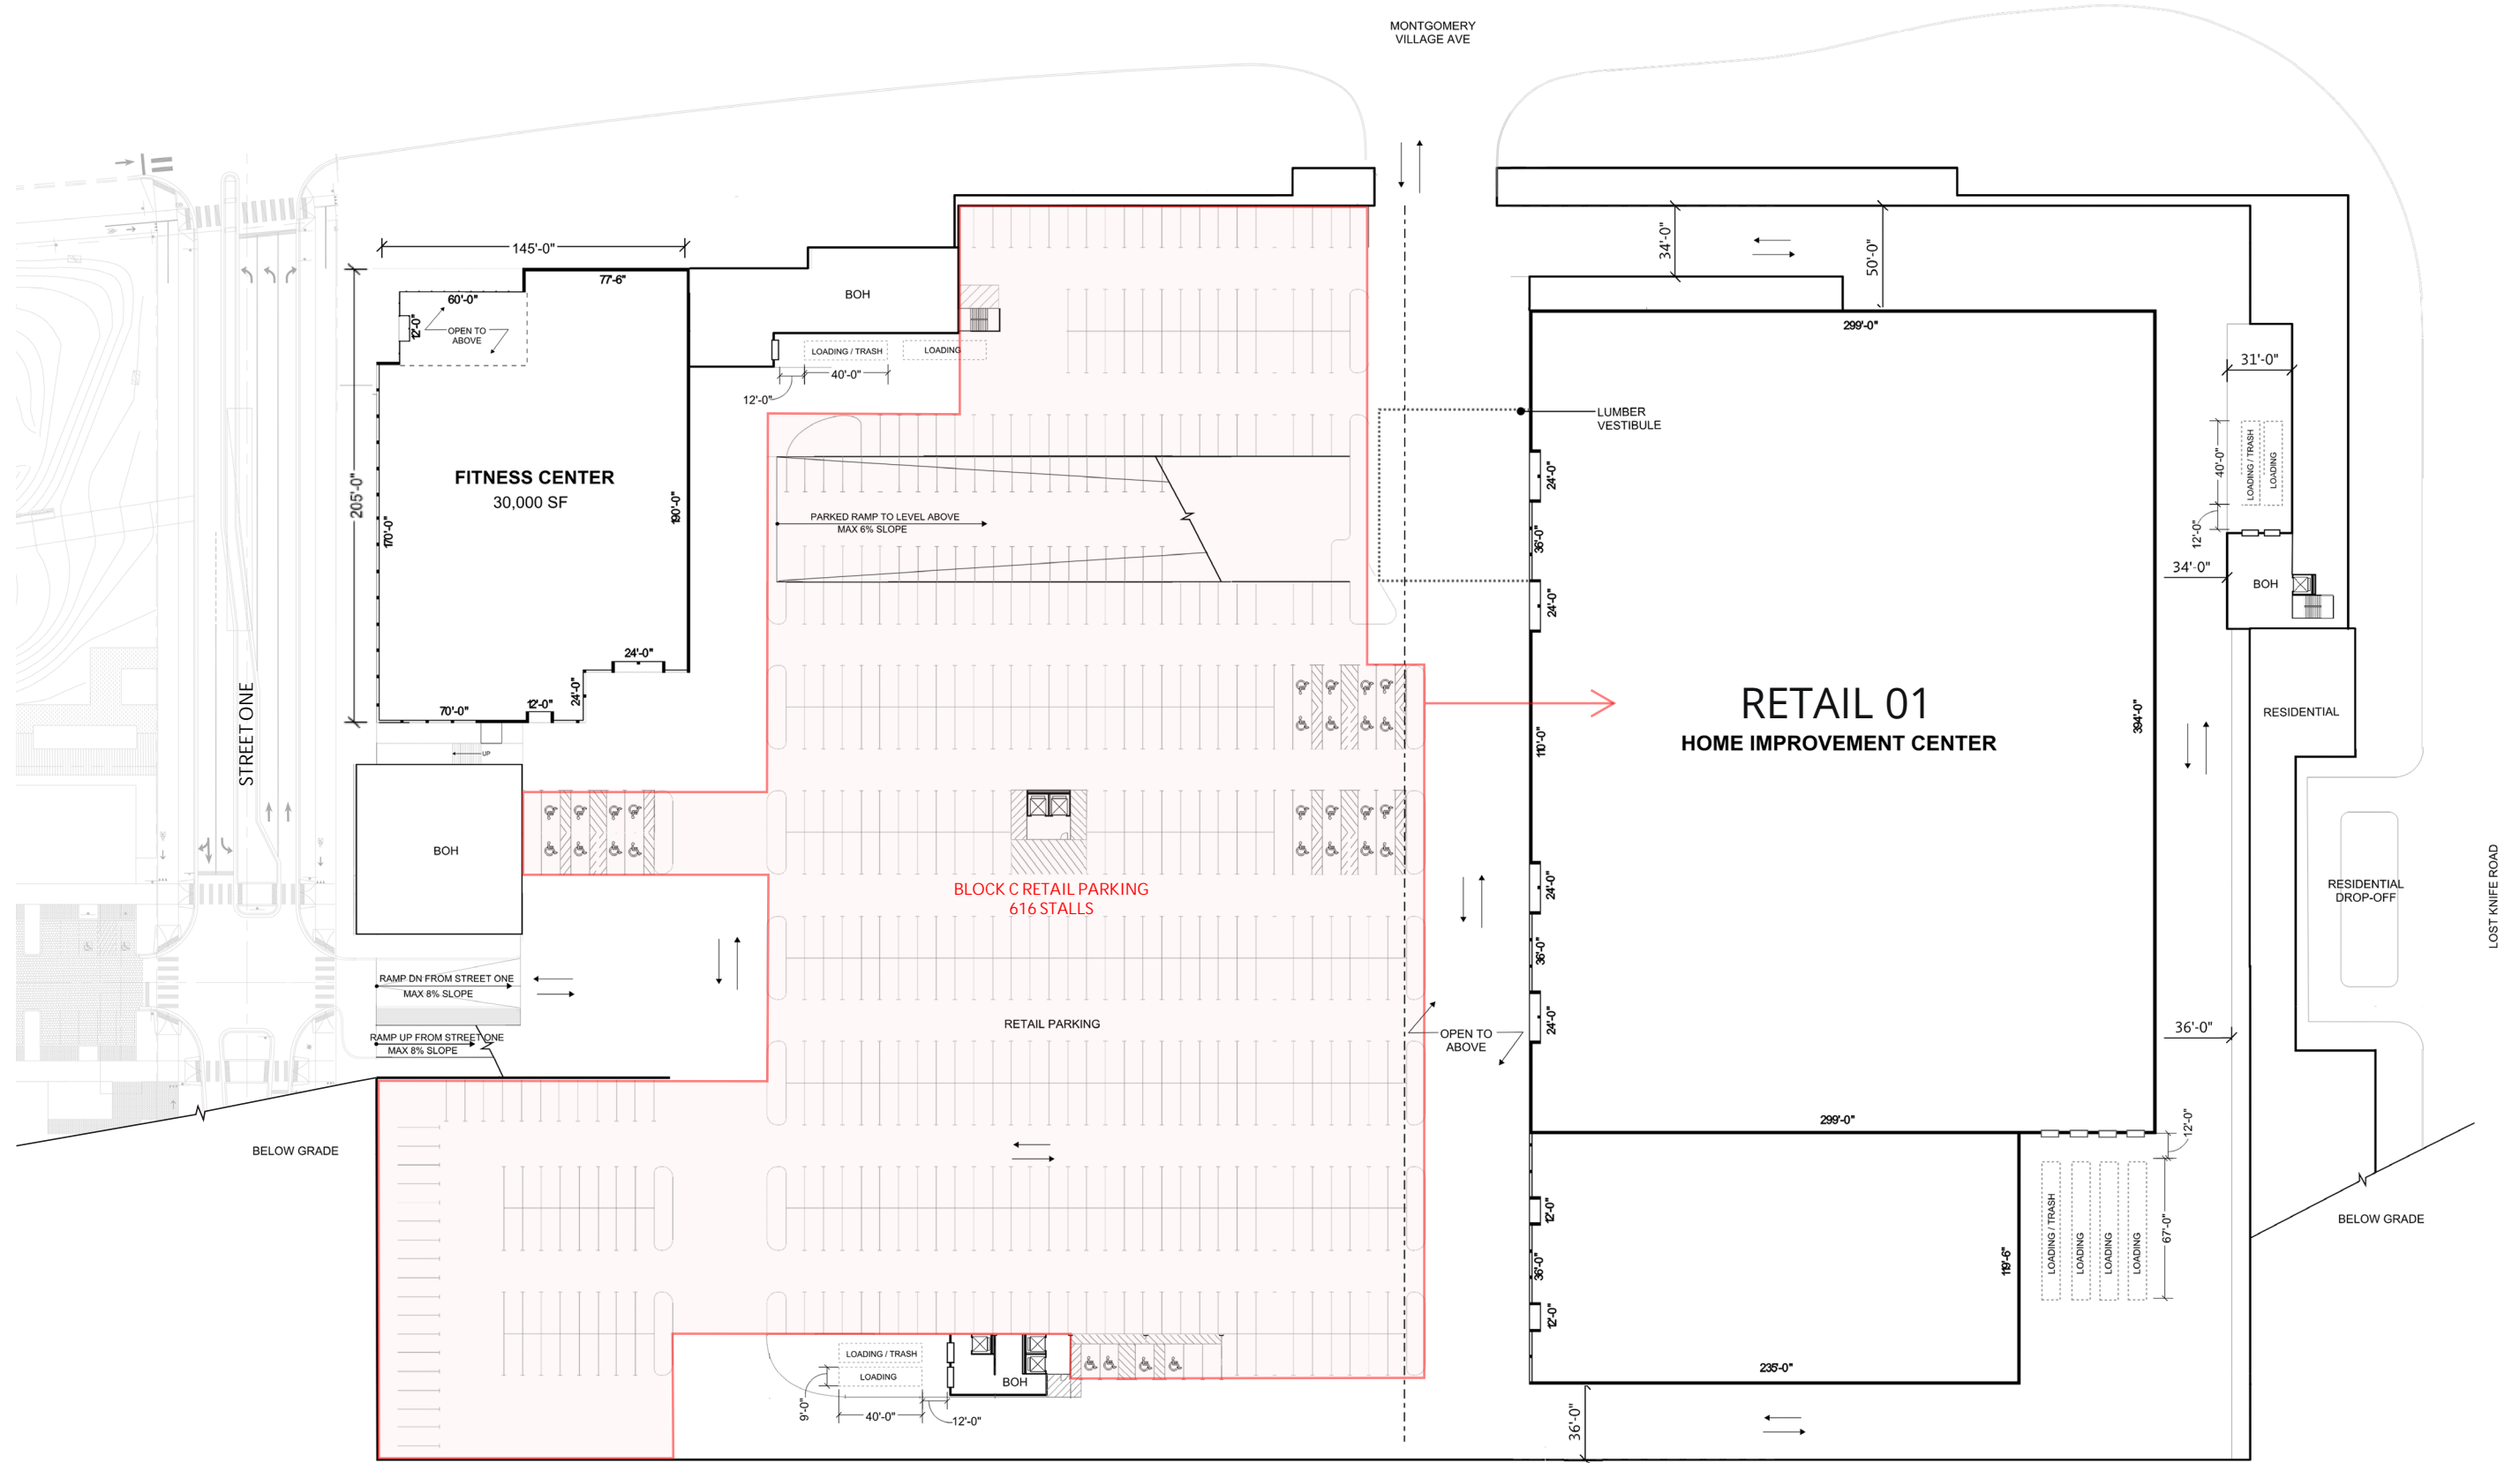 MONTGOMERY
VILLAGE AVE
145'-0"
77'-6"
60'-0"
12'-0"
OPEN TO
ABOVE
BOH
LOADING / TRASH
LOADING
40'-0"
12'-0"
205'-0"
170'-0"
190'-0"
FITNESS CENTER
30,000 SF
24'-0"
24'-0"
12'-0"
70'-0"
UP
STREET ONE
BOH
PARKED RAMP TO LEVEL ABOVE
MAX 6% SLOPE
RAMP DN FROM STREET ONE
MAX 8% SLOPE
RAMP UP FROM STREET ONE
MAX 8% SLOPE
BELOW GRADE
BLOCK C RETAIL PARKING
616 STALLS
RETAIL PARKING
LOADING / TRASH
LOADING
9'-0"
40'-0"
12'-0"
BOH
34'-0"
50'-0"
299'-0"
LUMBER
VESTIBULE
24'-0"
36'-0"
24'-0"
110'-0"
24'-0"
36'-0"
24'-0"
RETAIL 01
HOME IMPROVEMENT CENTER
394'-0"
OPEN TO
ABOVE
299'-0"
12'-0"
36'-0"
12'-0"
119'-6"
235'-0"
36'-0"
31'-0"
40'-0"
LOADING / TRASH
LOADING
12'-0"
34'-0"
BOH
RESIDENTIAL
RESIDENTIAL
DROP-OFF
LOST KNIFE ROAD
36'-0"
12'-0"
67'-0"
LOADING / TRASH
LOADING
LOADING
LOADING
BELOW GRADE